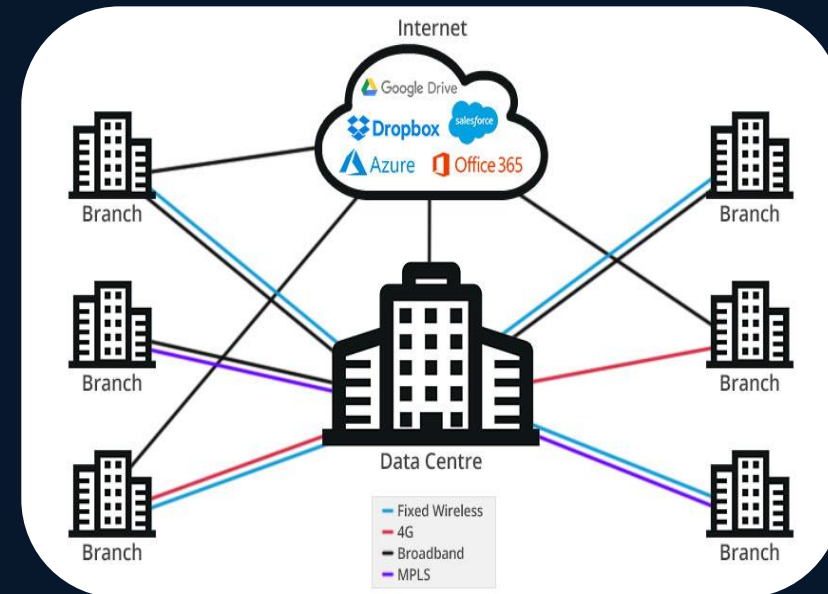 Internet
Google Drive
Dropbox
salesforce
Azure
Office 365
Branch
Branch
Branch
Branch
Branch
Branch
Data Centre
Fixed Wireless
4G
Broadband
MPLS